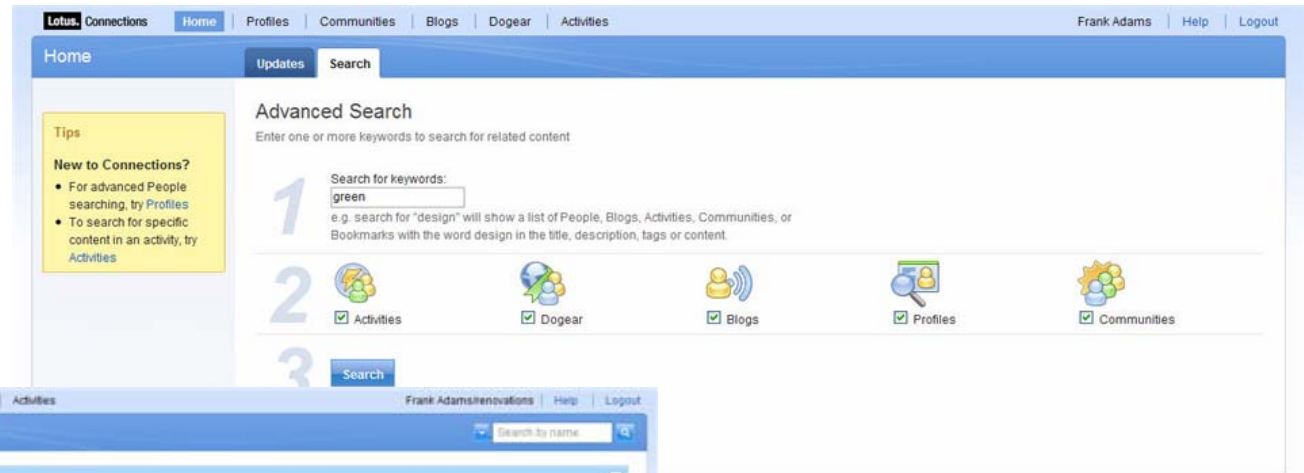 Lotus. Connections Home Profiles Communities Blogs Dogear Activities Frank Adams Help Logout
Home Updates Search
Advanced Search
Enter one or more keywords to search for related content
Tips
New to Connections?
• For advanced People
searching, try Profiles
• To search for specific
content in an activity, try
Activities
1 Search for keywords:
green
e.g. search for "design" will show a list of People, Blogs, Activities, Communities, or
Bookmarks with the word design in the title, description, tags or content.
2 Activities Dogear Blogs Profiles Communities
3 Search
Activities Frank Adams/renovations Help Logout
Search by name